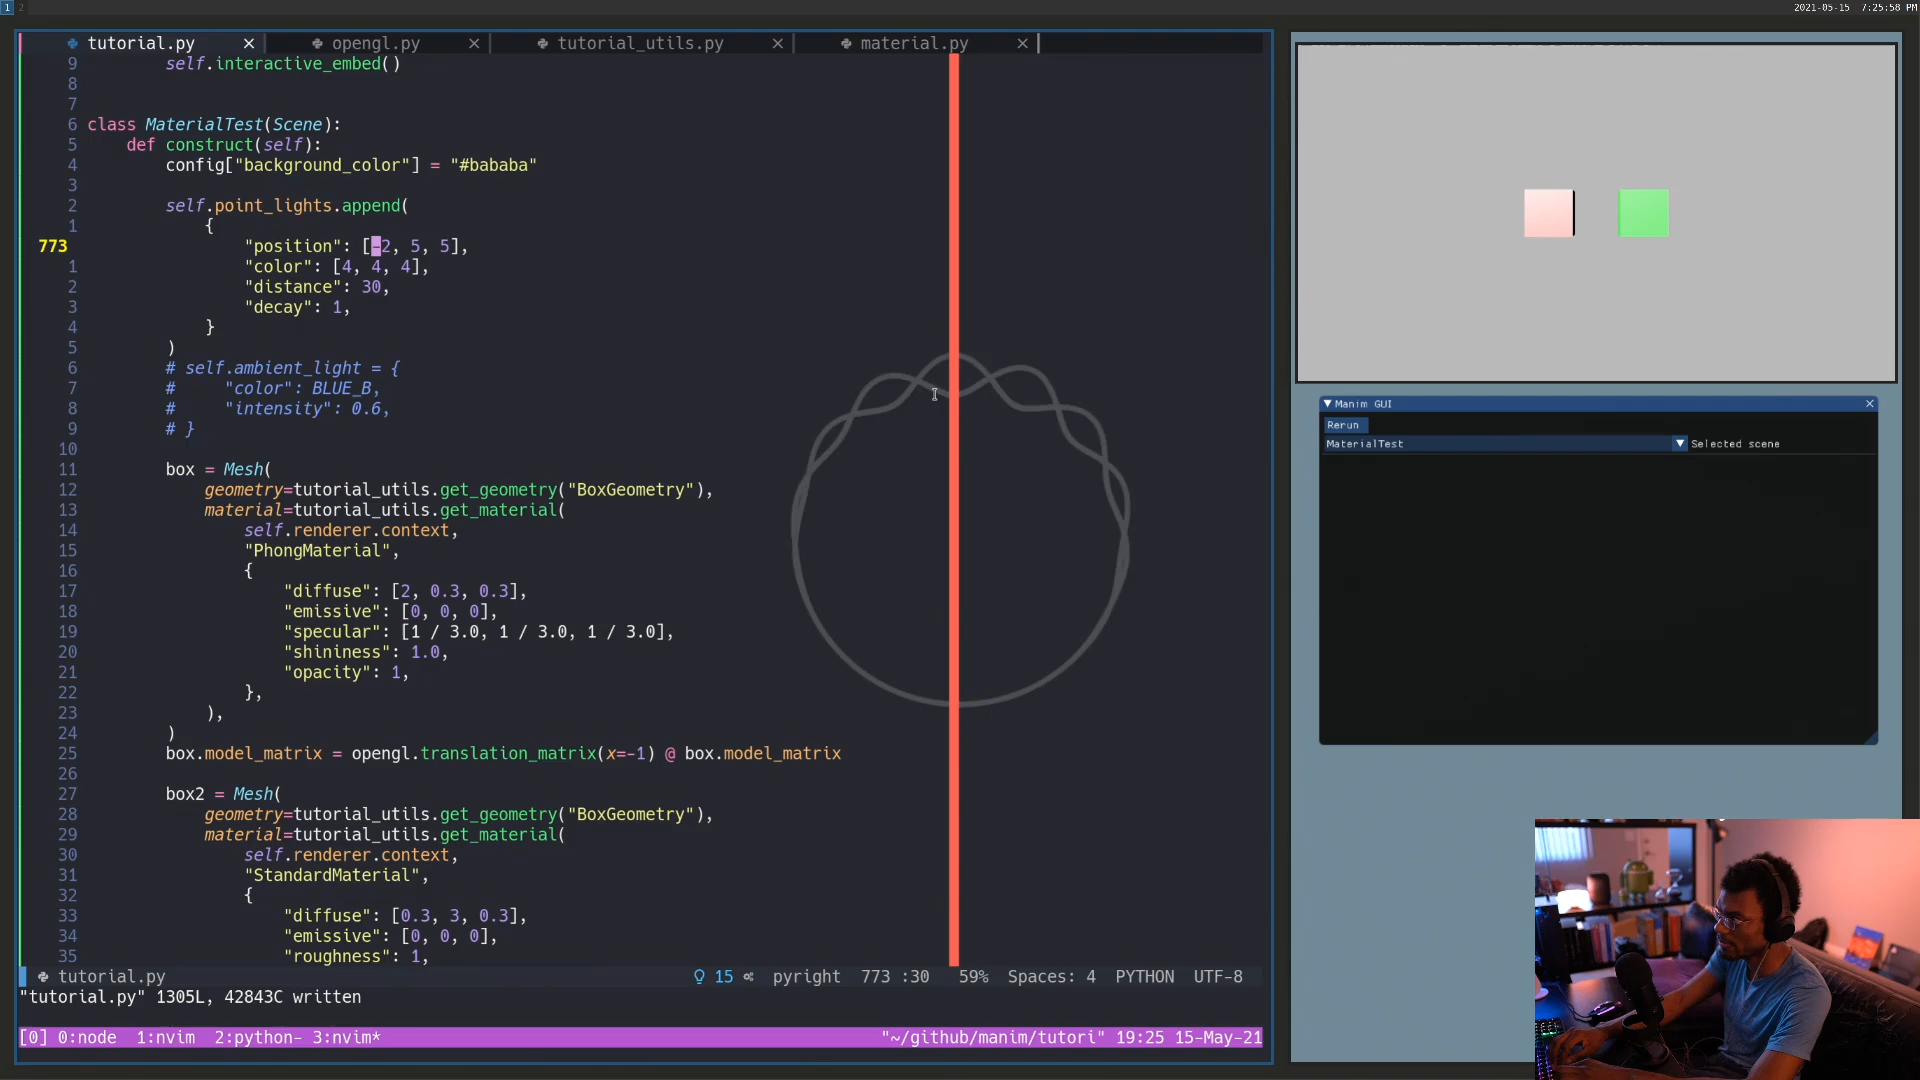 1 2
2021-05-15 7:25:58 PM
tutorial.py × opengl.py × tutorial_utils.py × material.py ×
9 self.interactive_embed()
8
7
6 class MaterialTest(Scene):
5 def construct(self):
4 config["background_color"] = "#bababa"
3
2 self.point_lights.append(
1 {
773 "position": [-2, 5, 5],
1 "color": [4, 4, 4],
2 "distance": 30,
3 "decay": 1,
4 }
5 )
6 # self.ambient_light = {
7 # "color": BLUE_B,
8 # "intensity": 0.6,
9 # }
10
11 box = Mesh(
12 geometry=tutorial_utils.get_geometry("BoxGeometry"),
13 material=tutorial_utils.get_material(
14 self.renderer.context,
15 "PhongMaterial",
16 {
17 "diffuse": [2, 0.3, 0.3],
18 "emissive": [0, 0, 0],
19 "specular": [1 / 3.0, 1 / 3.0, 1 / 3.0],
20 "shininess": 1.0,
21 "opacity": 1,
22 },
23 ),
24 )
25 box.model_matrix = opengl.translation_matrix(x=-1) @ box.model_matrix
26
27 box2 = Mesh(
28 geometry=tutorial_utils.get_geometry("BoxGeometry"),
29 material=tutorial_utils.get_material(
30 self.renderer.context,
31 "StandardMaterial",
32 {
33 "diffuse": [0.3, 3, 0.3],
34 "emissive": [0, 0, 0],
35 "roughness": 1,
tutorial.py 15 pyright 773 :30 59% Spaces: 4 PYTHON UTF-8
"tutorial.py" 1305L, 42843C written
[0] 0:node 1:nvim 2:python- 3:nvim* "~/github/manim/tutori" 19:25 15-May-21
Manim GUI
Rerun
MaterialTest Selected scene